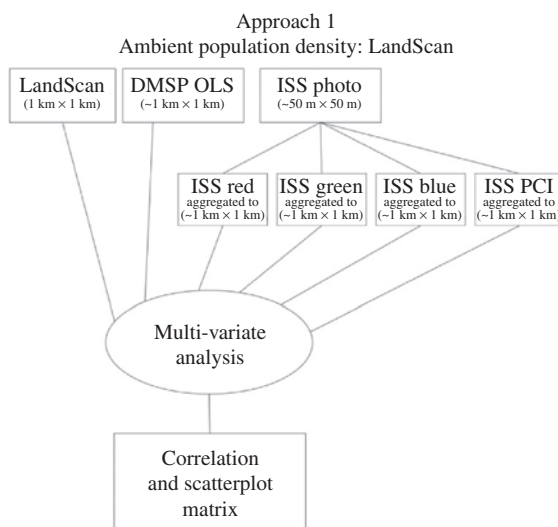 Approach 1
Ambient population density: LandScan
LandScan
(1 km × 1 km)
DMSP OLS
(~1 km × 1 km)
ISS photo
(~50 m × 50 m)
ISS red
aggregated to
(~1 km × 1 km)
ISS green
aggregated to
(~1 km × 1 km)
ISS blue
aggregated to
(~1 km × 1 km)
ISS PCI
aggregated to
(~1 km × 1 km)
Multi-variate
analysis
Correlation
and scatterplot
matrix